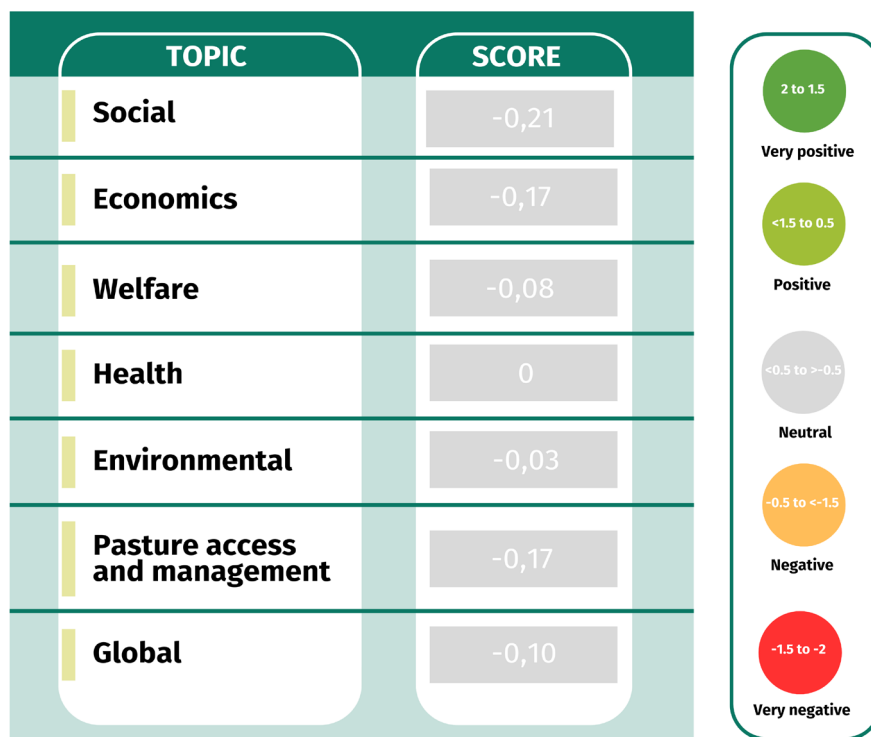 TOPIC
SCORE
Social
-0,21
Economics
-0,17
Welfare
-0,08
Health
0
Environmental
-0,03
Pasture access
and management
-0,17
Global
-0,10
2 to 1.5
Very positive
<1.5 to 0.5
Positive
<0.5 to >-0.5
Neutral
-0.5 to <-1.5
Negative
-1.5 to -2
Very negative